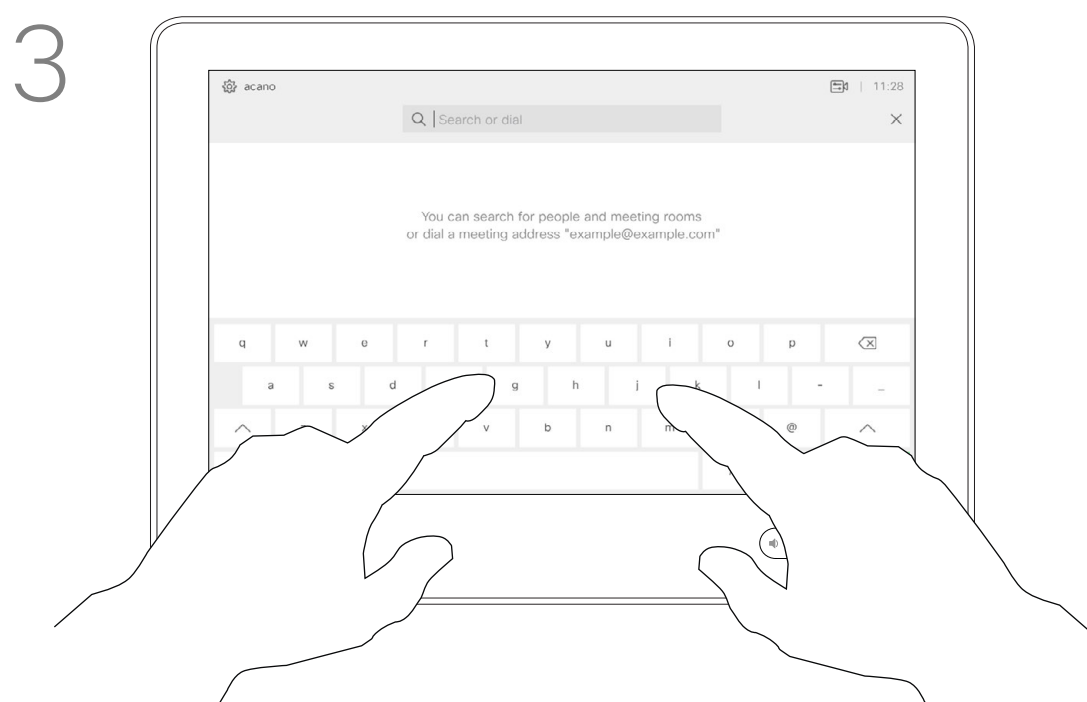 3
acano
11:28
Search or dial
You can search for people and meeting rooms
or dial a meeting address "example@example.com"
q w e r t y u i o p
a s d g h j k l - _
x v b n m @